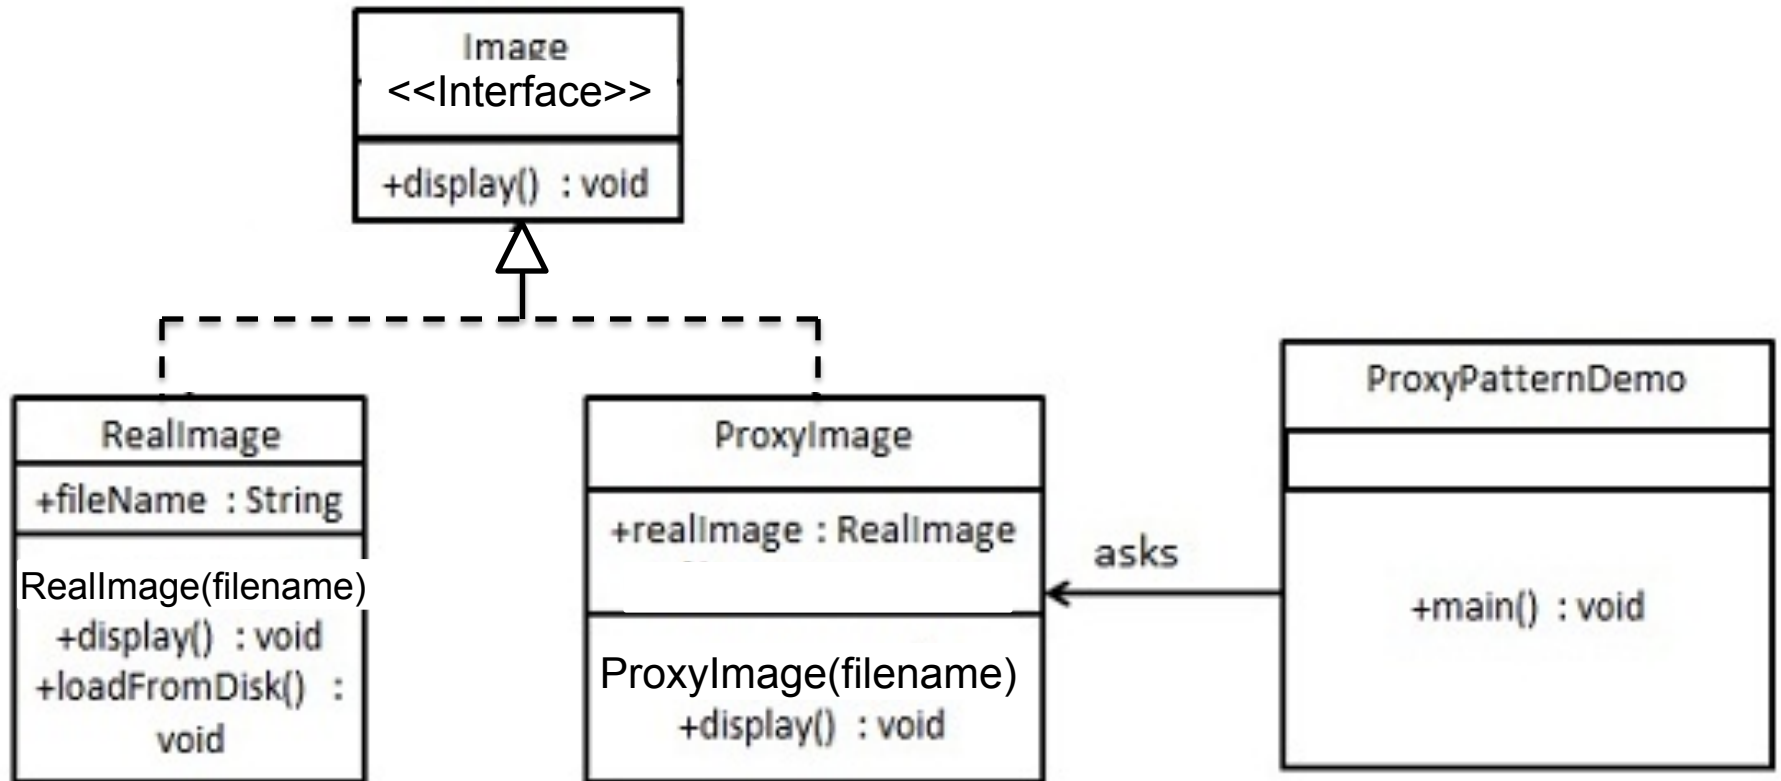 Image
<<Interface>>
+display() : void
RealImage
+fileName : String
RealImage(filename)
+display() : void
+loadFromDisk() :
void
ProxyImage
+realImage : RealImage
ProxyImage(filename)
+display() : void
asks
ProxyPatternDemo
+main() : void